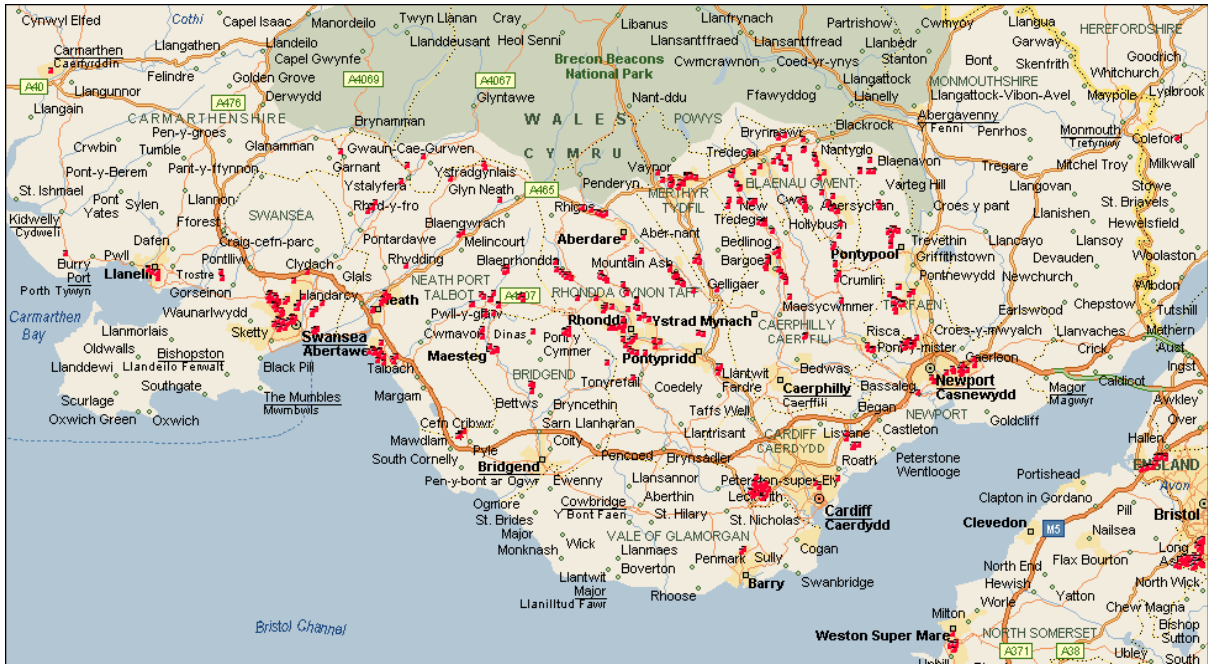 Cynwyl Elfed
Cothi
Capel Isaac
Manordeilo
Twyn Llanan
Cray
Libanus
Llanfrynach
Partrishow
Cwmyoy
Llangua
HEREFORDSHIRE
Carmarthen
Caerfyrddin
Llangathen
Llandeilo
Capel Gwynfe
Llanddeusant
Heol Senni
Llansantffraed
Llansantffread
Llanbedr
Stanton
Garway
Skenfrith
Goodrich
Whitchurch
Felindre
Golden Grove
Derwydd
A4069
A4067
Brecon Beacons
National Park
Cwmcrawnon
Coed-yr-ynys
Llangattock
MONMOUTHSHIRE
Bont
Maypole
Lydbrook
A40
Llangunnor
Llangain
A476
CARMARTHENSHIRE
Glyntawe
Nant-ddu
Ffawyddog
Llanelly
Llangattock-Vibon-Avel
Brynamman
WALES
POWYS
Abergavenny
Y Fenni
Penrhos
Monmouth
Trefynwy
Coleford
Pen-y-groes
Crwbin
Tumble
Glanamman
Gwaun-Cae-Gurwen
CYMRU
Brynmawr
Blackrock
Nantyglo
Garnant
Vaynor
Tredegar
Blaenavon
Tregare
Mitchel Troy
Milkwall
Pont-y-Berem
Pant-y-ffynnon
Ystradgynlais
Ystalyfera
Glyn Neath
A465
Penderyn
MERTHYR
TYDFIL
BLAENAU GWENT
Varteg Hill
Llangovan
Stowe
St. Briavels
St. Ishmael
Pont
Yates
Sylen
Llannon
Rhyd-y-fro
Rhigos
New
Tredegar
Cwm
Abersychan
Croes y pant
Llanishen
Hewelsfield
Kidwelly
Cydweli
Fforest
SWANSEA
Blaengwrach
Aberdare
Aber-nant
Hollybush
Trevethin
Llancayo
Llansoy
Dafen
Craig-cefn-parc
Pontardawe
Melincourt
Bedlinog
Pontypool
Griffithstown
Devauden
Woolaston
Burry
Port
Porth Tywyn
Pwll
Llanelli
Pontlliw
Clydach
Rhydding
Blaenrhondda
Mountain Ash
Bargoed
Ponthewydd
Newchurch
Trostre
Glals
NEATH PORT
TALBOT
Gelligaer
Crumlin
Wibdon
Gorseinon
Llandarcy
Neath
A4107
RHONDDA CYNON TAFF
Maesycwmmer
TORFAEN
Earlswood
Chepstow
Tutshill
Carmarthen
Bay
Waunarlwydd
Pwll-y-glaw
Rhondda
Ystrad Mynach
CAERPHILLY
CAERFFILI
Risca
Croes-y-mwyalch
Llanvaches
Mathern
Llanmorlais
Sketty
Swansea
Abertawe
Cwmavon
Dinas
Maesteg
Pont y
Cymmer
Pontypridd
Pont-y-mister
Caerleon
Crick
Aust
Oldwalls
Bishopston
Llandeilo Ferwalt
Black Pill
Taibach
BRIDGEND
Llantwit
Fardre
Bedwas
Newport
Casnewydd
Magor
Magwyr
Caldicot
Ingst
Llanddewi
Southgate
The Mumbles
Mwmbwls
Margam
Tonyrefail
Coedely
Caerphilly
Caerffili
Bassaleg
Scurlage
Oxwich Green
Oxwich
Bettws
Bryncethin
Taffs Well
Began
NEWPORT
Goldcliff
Awkley
Over
Cefn Cribwr
Sarn
Llanharan
Llantrisant
CARDIFF
CAERDYDD
Lisvane
Castleton
Hallen
Mawdlam
Pyle
Coity
Pencoed
Brynsadler
Roath
Peterstone
Wentlooge
Portishead
ENGLAND
South Cornelly
Bridgend
Pen-y-bont ar Ogwr
Ewenny
Llansannor
Peterston-super-Ely
Clapton in Gordano
Avon
Ogmore
Cowbridge
Y Bont Faen
Aberthin
Leckwith
Cardiff
Caerdydd
Pill
Bristol
St. Brides
Major
St. Hilary
St. Nicholas
Clevedon
M5
Nailsea
Monknash
Wick
VALE OF GLAMORGAN
Llanmaes
Cogan
Long
Boverton
Penmark
Sully
North End
Flax Bourton
Llantwit
Major
Llanilltud Fawr
Rhoose
Barry
Swanbridge
Hewish
Worle
Yatton
North Wick
Chew Magna
Milton
Bristol Channel
Weston Super Mare
NORTH SOMERSET
Bishop
Sutton
A371
A38
Ubley
South
Uphill